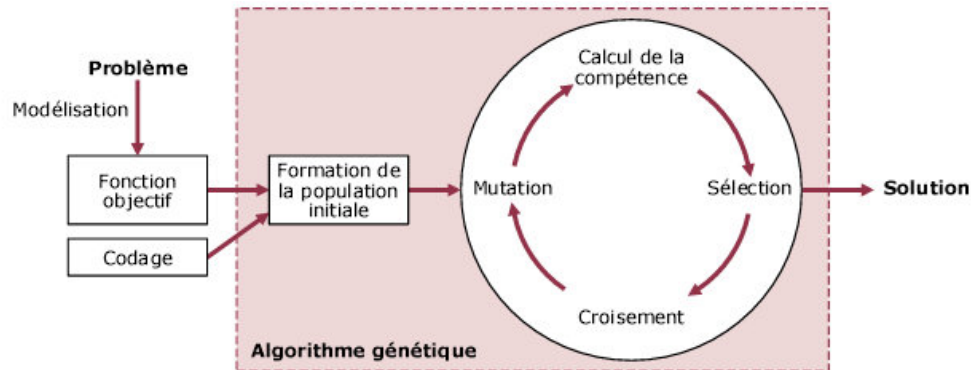 Problème
Modélisation
Fonction
objectif
Codage
Formation de
la population
initiale
Calcul de la
compétence
Mutation
Sélection
Croisement
Solution
Algorithme génétique